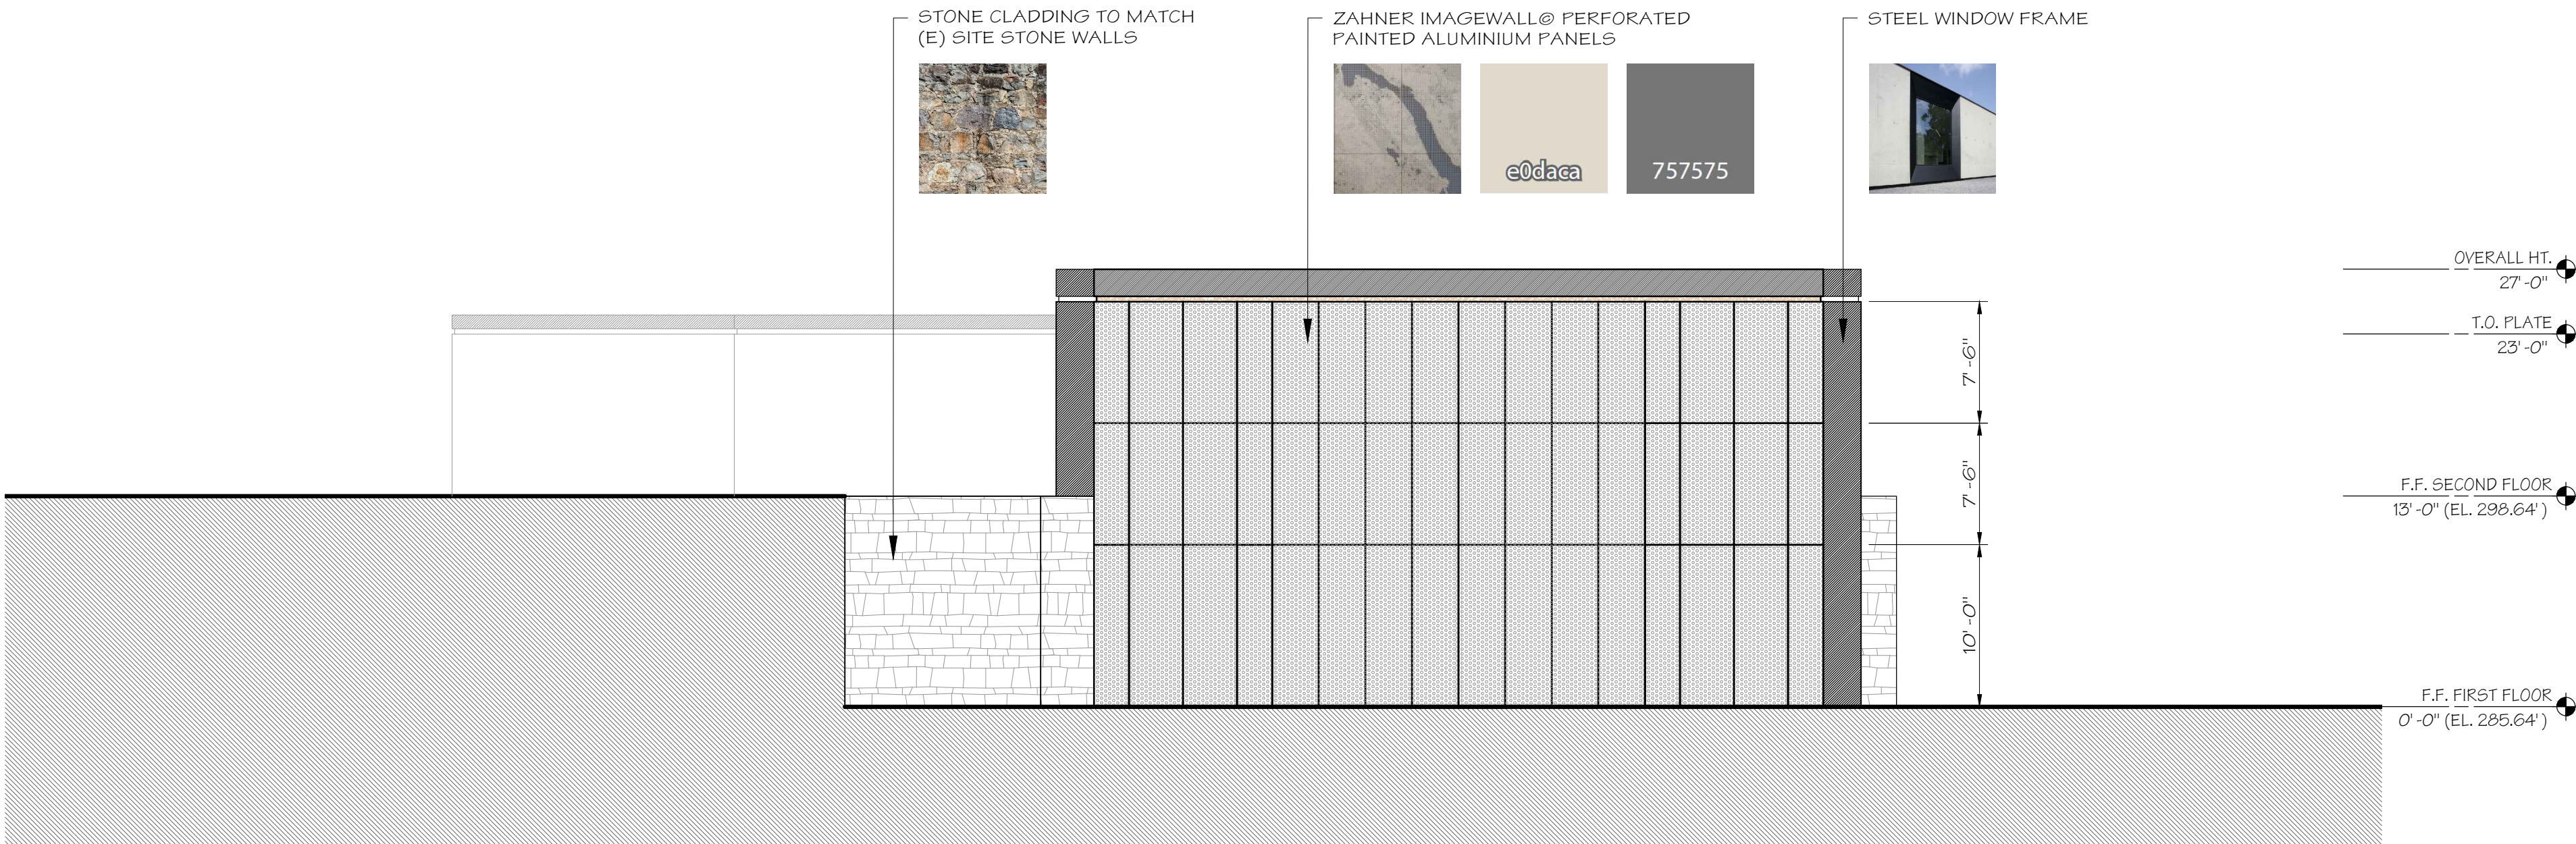 STONE CLADDING TO MATCH
(E) SITE STONE WALLS
ZAHNER IMAGEWALL© PERFORATED
PAINTED ALUMINIUM PANELS
STEEL WINDOW FRAME
e0daca
757575
OVERALL HT.
27'-0"
T.O. PLATE
23'-0"
7'-6"
7'-6"
F.F. SECOND FLOOR
13'-0" (EL. 298.64')
10'-0"
F.F. FIRST FLOOR
0'-0" (EL. 285.64')